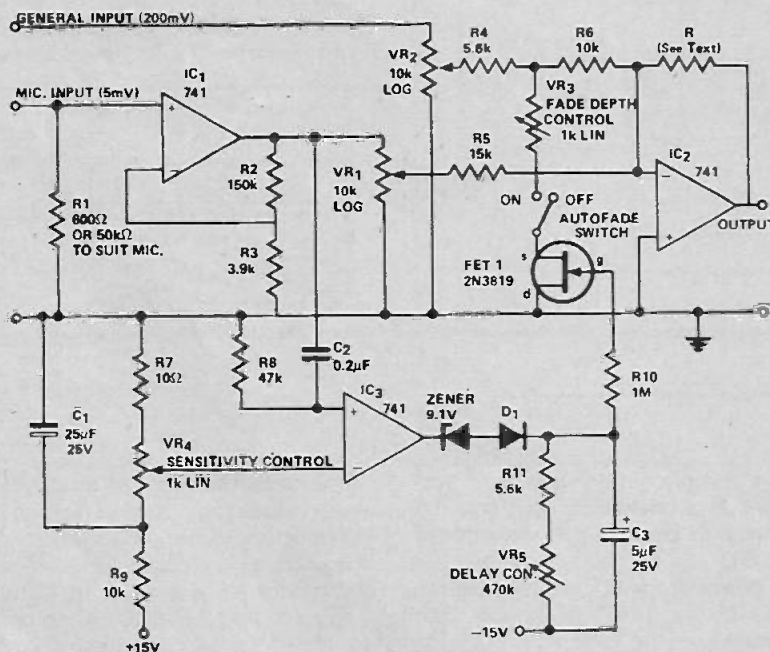 GENERAL INPUT (200mV)
MIC. INPUT (5mV)
IC1
741
+
−
R1
600Ω
OR 50kΩ
TO SUIT MIC.
R2
150k
R3
3.9k
VR1
10k
LOG
VR2
10k
LOG
R4
5.6k
R6
10k
R
(See Text)
VR3
FADE DEPTH
CONTROL
1k LIN
R5
15k
ON
OFF
AUTOFADE
SWITCH
IC2
741
−
+
OUTPUT
FET 1
2N3819
s
g
d
R7
10Ω
R8
47k
C2
0.2µF
C1
25µF
25V
VR4
SENSITIVITY CONTROL
1k LIN
IC3
741
+
−
ZENER
9.1V
D1
R10
1M
R11
5.6k
+
C3
5µF
25V
VR5
DELAY CON.
470k
R9
10k
+15V
−15V